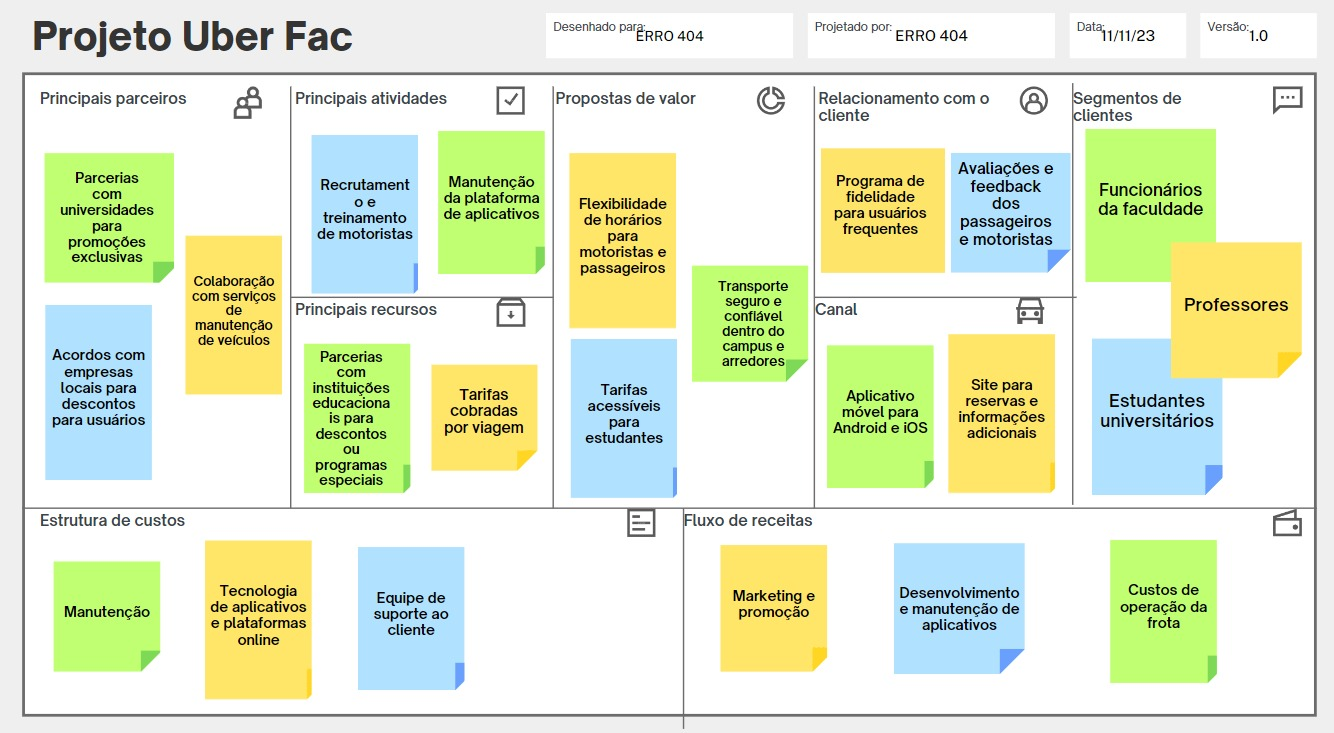 Projeto Uber Fac
Desenhado para:
ERRO 404
Projetado por:
ERRO 404
Data:
11/11/23
Versão:
1.0
Principais parceiros
Parcerias
com
universidades
para
promoções
exclusivas
Colaboração
com serviços
de
manutenção
de veículos
Acordos com
empresas
locais para
descontos
para usuários
Principais atividades
Recrutament
o e
treinamento
de motoristas
Manutenção
da plataforma
de aplicativos
Principais recursos
Parcerias
com
instituições
educaciona
is para
descontos
ou
programas
especiais
Tarifas
cobradas
por viagem
Propostas de valor
Flexibilidade
de horários
para
motoristas e
passageiros
Transporte
seguro e
confiável
dentro do
campus e
arredores
Tarifas
acessíveis
para
estudantes
Relacionamento com o
cliente
Programa de
fidelidade
para usuários
frequentes
Avaliações e
feedback
dos
passageiros
e motoristas
Canal
Aplicativo
móvel para
Android e iOS
Site para
reservas e
informações
adicionais
Segmentos de
clientes
Funcionários
da faculdade
Professores
Estudantes
universitários
Estrutura de custos
Manutenção
Tecnologia
de aplicativos
e plataformas
online
Equipe de
suporte ao
cliente
Fluxo de receitas
Marketing e
promoção
Desenvolvimento
e manutenção de
aplicativos
Custos de
operação da
frota